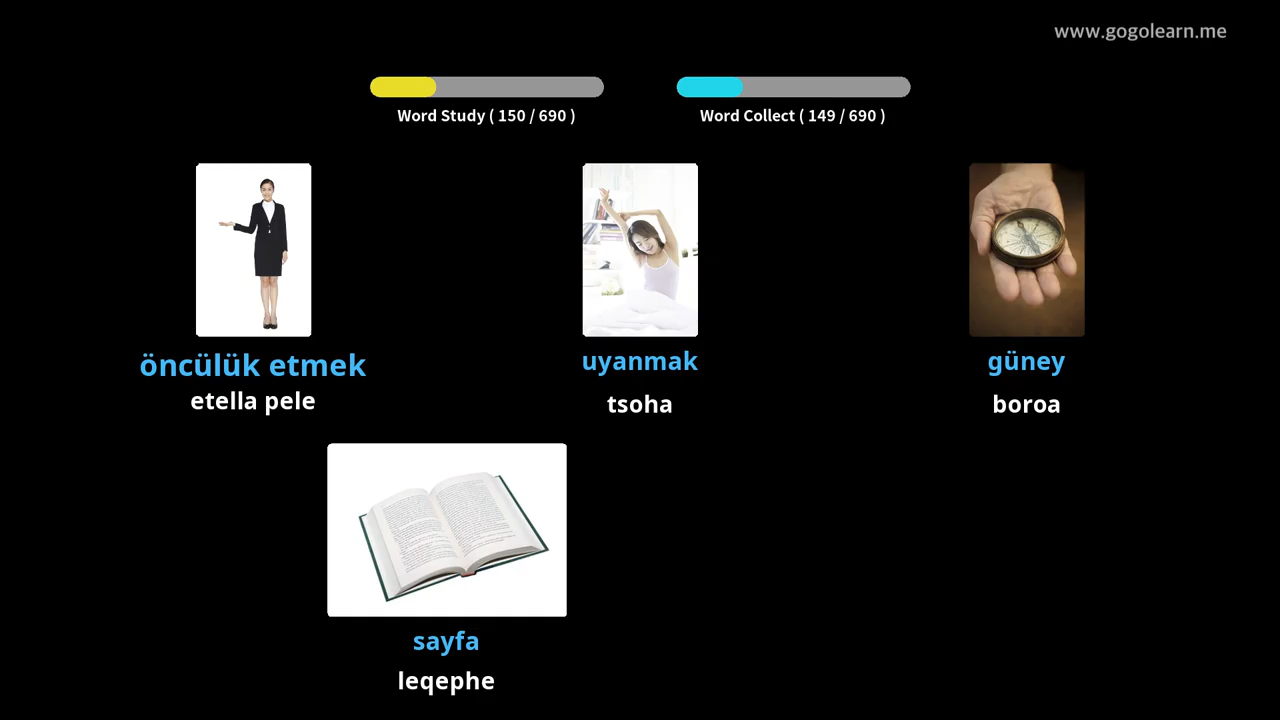 www.gogolearn.me
Word Study ( 150 / 690 )
Word Collect ( 149 / 690 )
öncülük etmek
etella pele
uyanmak
tsoha
güney
boroa
sayfa
leqephe